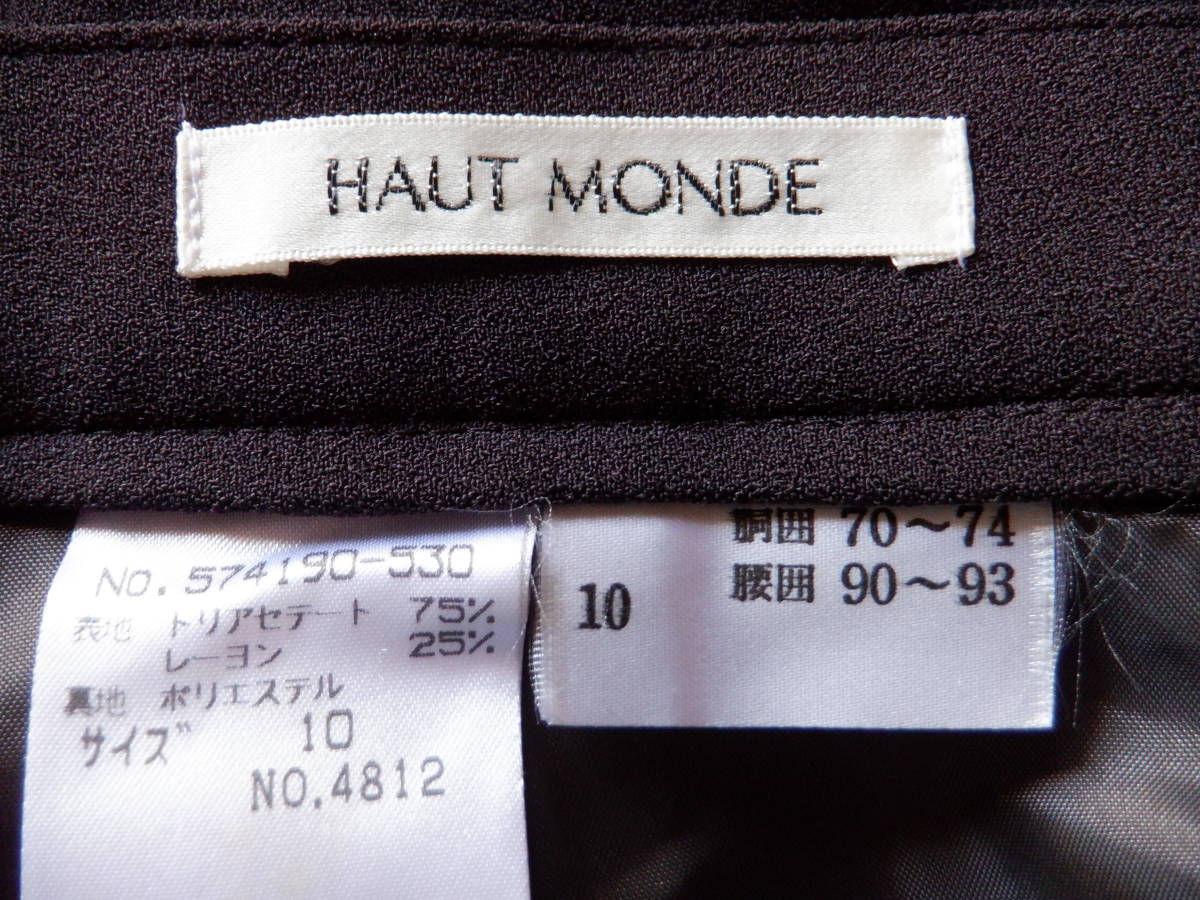 HAUT MONDE
No.574190-530
表地 トリアセテート 75%
レーヨン 25%
裏地 ポリエステル
サイズ 10
NO.4812
胴囲 70～74
10
腰囲 90～93